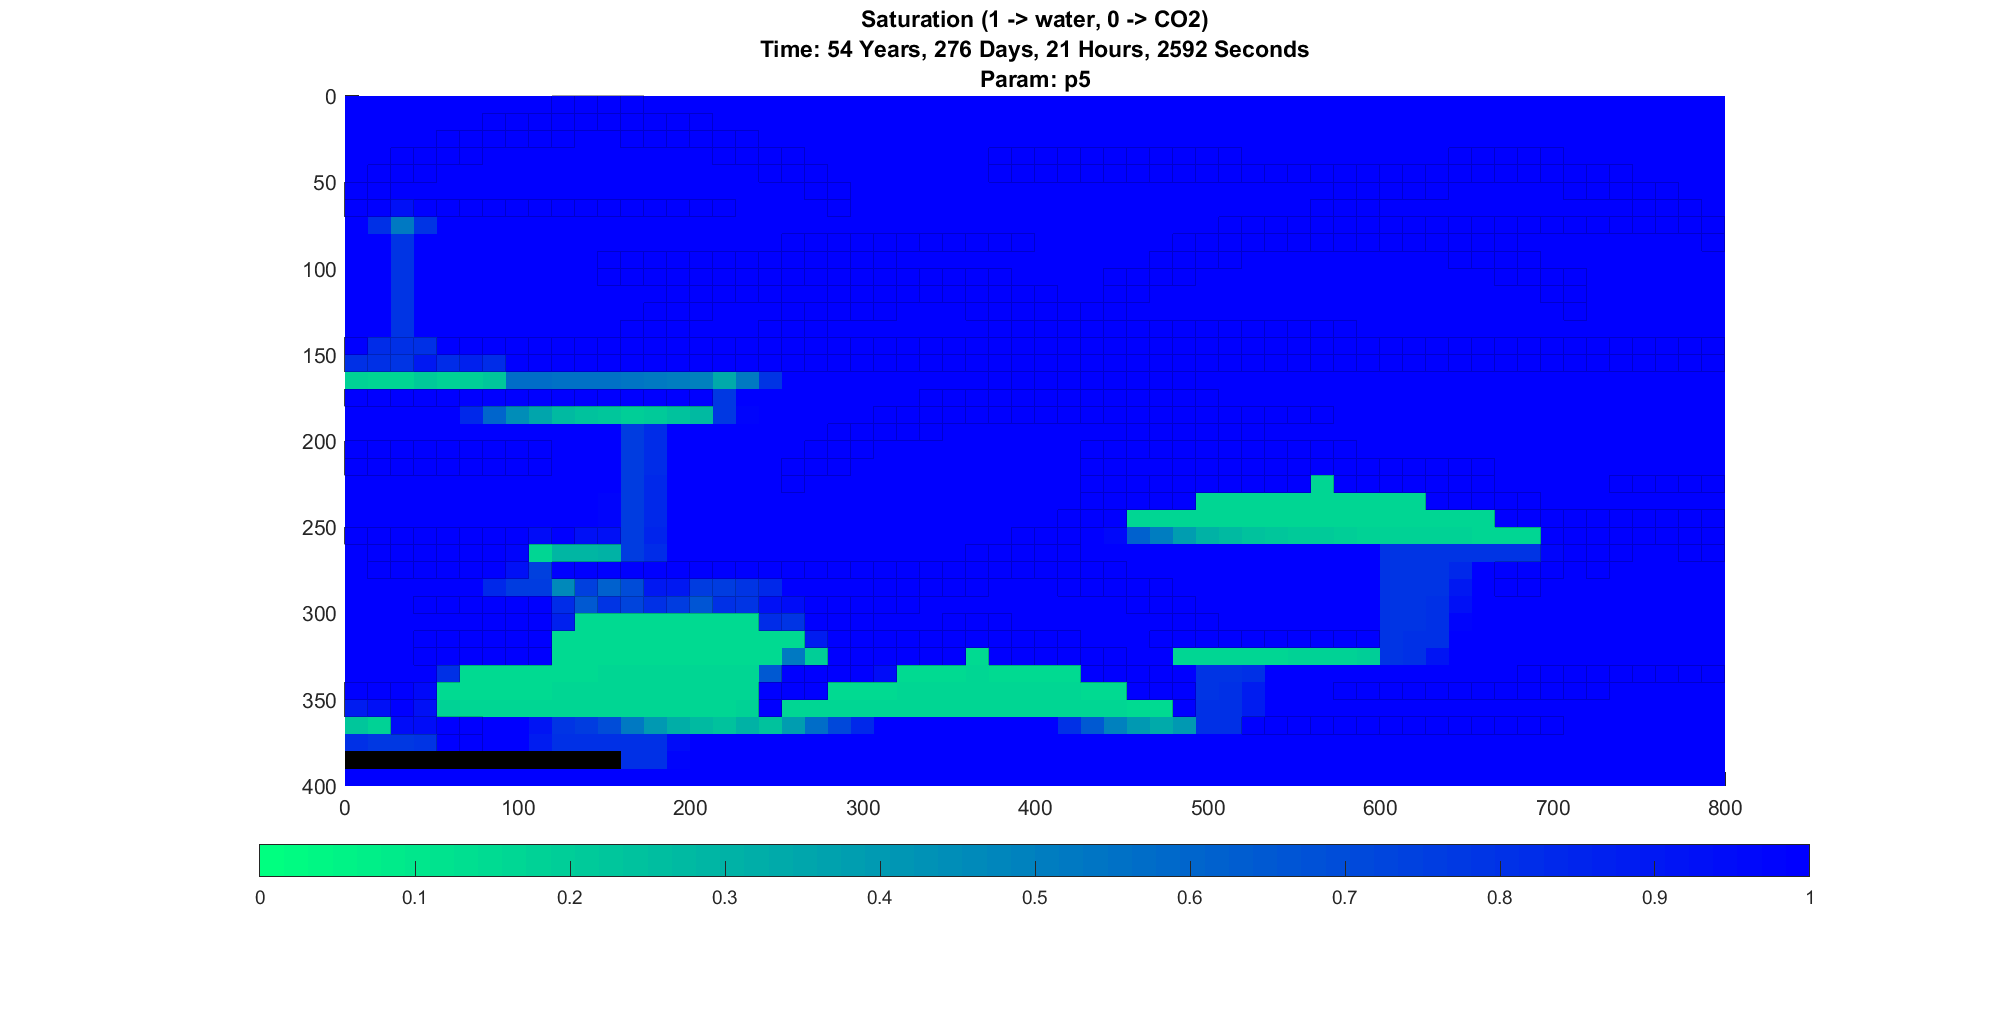 Saturation (1 -> water, 0 -> CO2)
Time: 54 Years, 276 Days, 21 Hours, 2592 Seconds
Param: p5
0
50
100
150
200
250
300
350
400
0 100 200 300 400 500 600 700 800
0 0.1 0.2 0.3 0.4 0.5 0.6 0.7 0.8 0.9 1